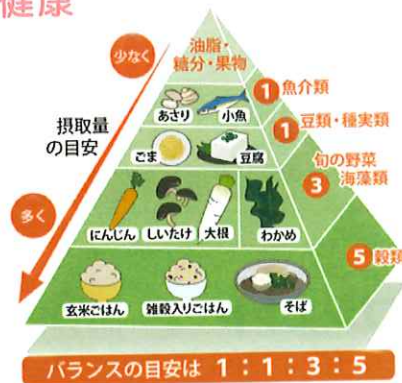 健康
少なく
油脂・
糖分・果物
あさり
小魚
1 魚介類
摂取量
の目安
ごま
豆腐
1 豆類・種実類
多く
にんじん
しいたけ
大根
わかめ
旬の野菜
3 海藻類
玄米ごはん
雑穀入りごはん
そば
5 穀類
バランスの目安は 1：1：3：5